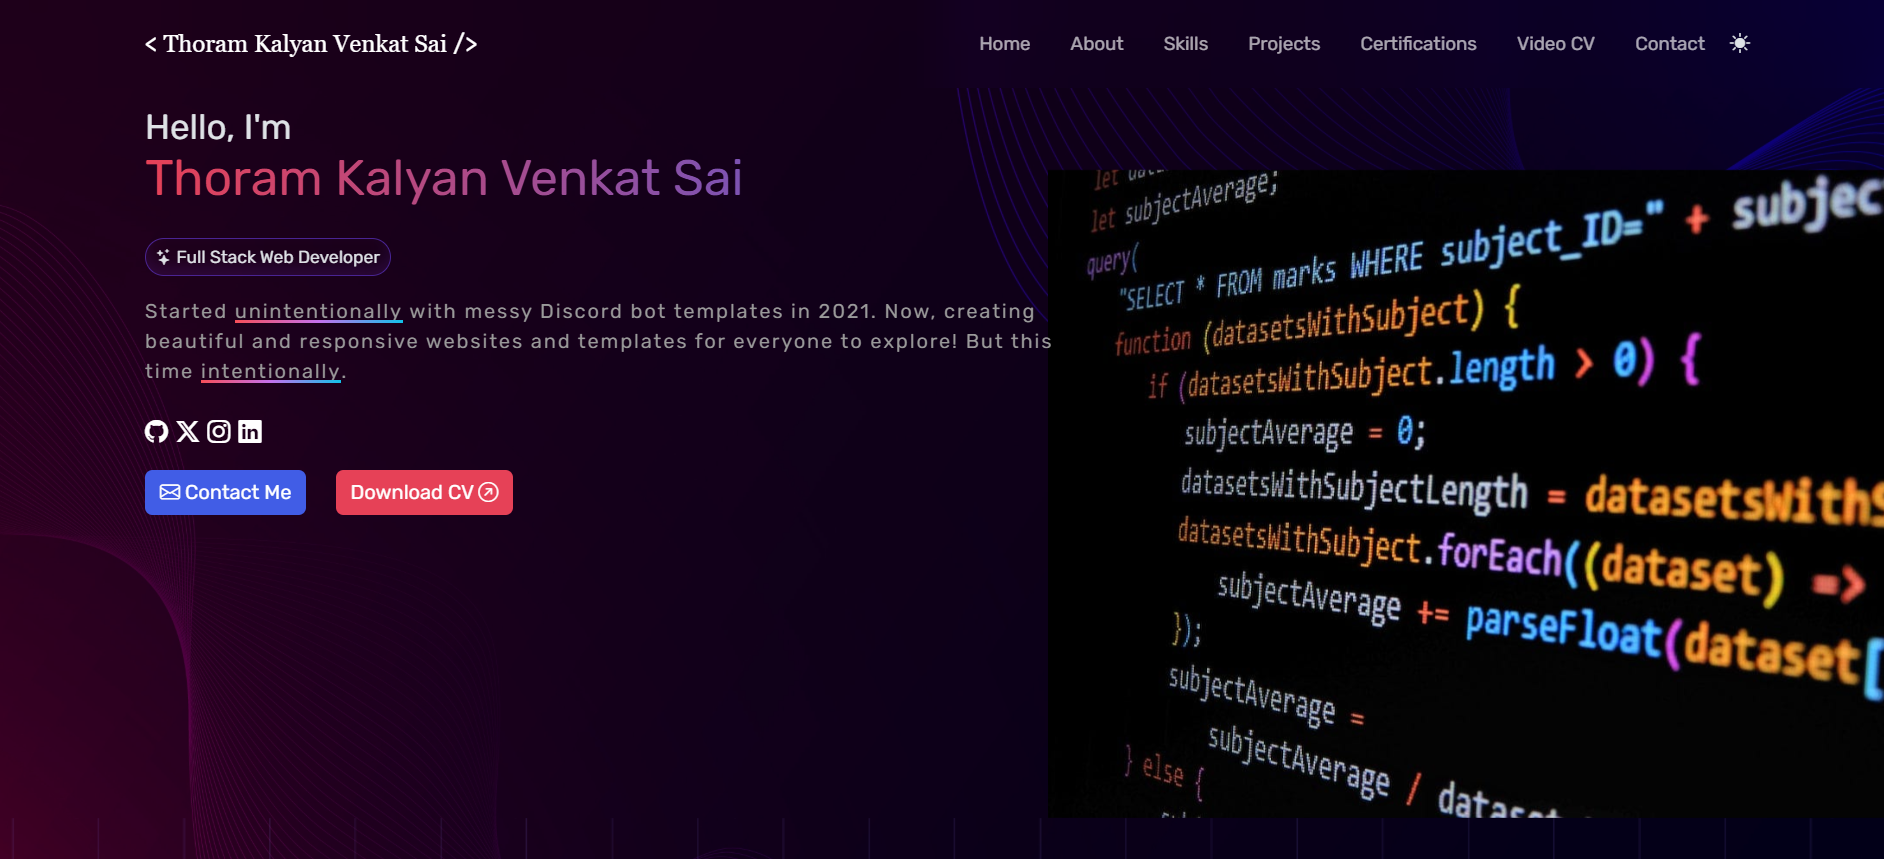 < Thoram Kalyan Venkat Sai />
Home About Skills Projects Certifications Video CV Contact
Hello, I'm
Thoram Kalyan Venkat Sai
Full Stack Web Developer
Started unintentionally with messy Discord bot templates in 2021. Now, creating
beautiful and responsive websites and templates for everyone to explore! But this
time intentionally.
Contact Me Download CV
let
let subjectAverage;
query(
"SELECT * FROM marks WHERE subject_ID=" +
function (datasetsWithSubject) {
if (datasetsWithSubject.length > 0) {
subjectAverage = 0;
datasetsWithSubjectLength =
datasetsWithSubject.forEach((dataset) =>
subjectAverage += parseFloat(dataset[
});
subjectAverage =
subjectAverage /
} else {